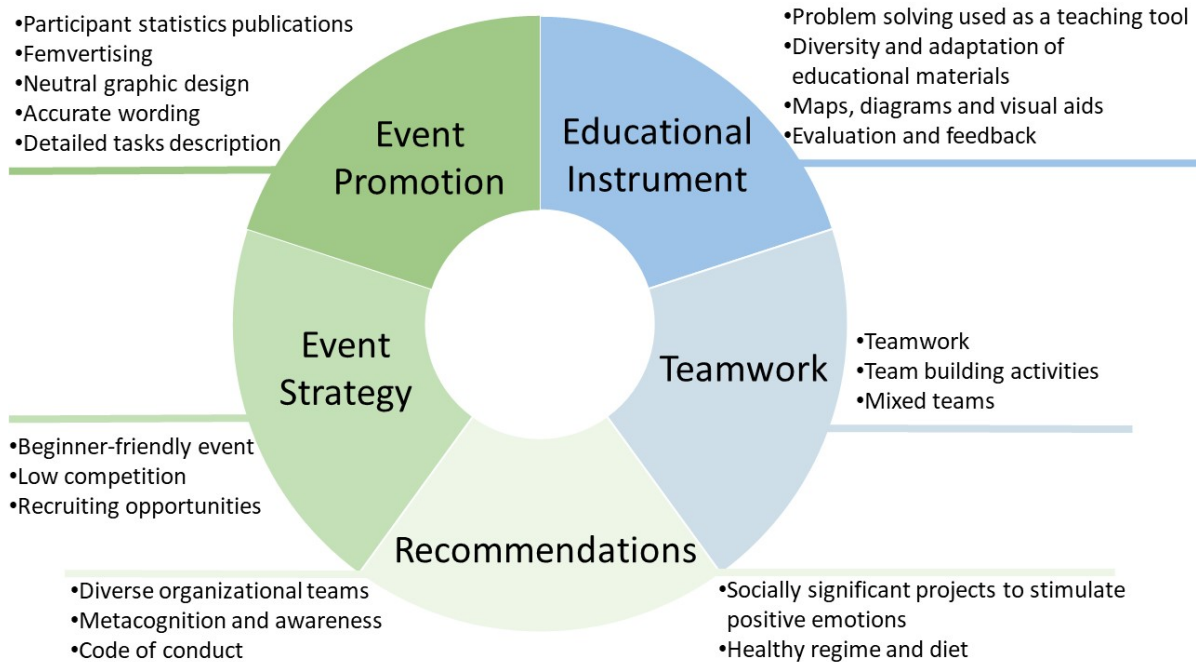 •Participant statistics publications
•Femvertising
•Neutral graphic design
•Accurate wording
•Detailed tasks description
Event
Promotion
Educational
Instrument
•Problem solving used as a teaching tool
•Diversity and adaptation of
educational materials
•Maps, diagrams and visual aids
•Evaluation and feedback
Event
Strategy
•Beginner-friendly event
•Low competition
•Recruiting opportunities
Teamwork
•Teamwork
•Team building activities
•Mixed teams
Recommendations
•Diverse organizational teams
•Metacognition and awareness
•Code of conduct
•Socially significant projects to stimulate
positive emotions
•Healthy regime and diet